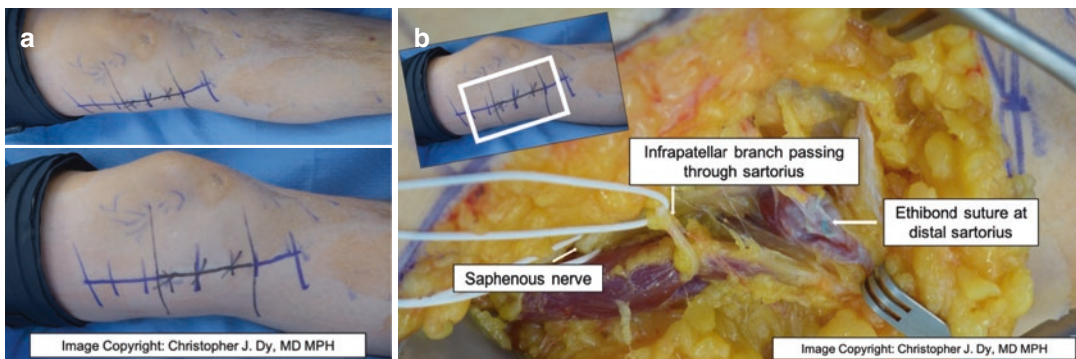 a
Image Copyright: Christopher J. Dy, MD MPH
b
Infrapatellar branch passing
through sartorius
Ethibond suture at
distal sartorius
Saphenous nerve
Image Copyright: Christopher J. Dy, MD MPH